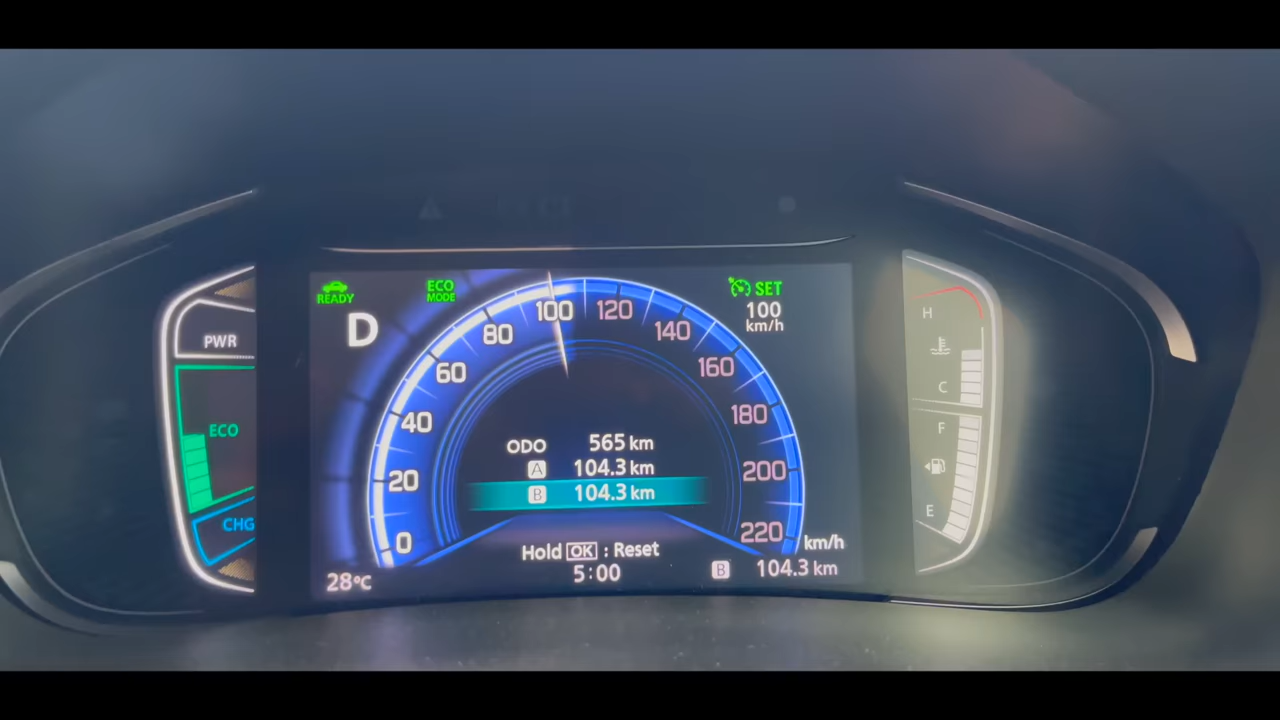 READY
ECO
MODE
SET
100
km/h
D
PWR
ECO
CHG
0
20
40
60
80
100
120
140
160
180
200
220
km/h
ODO 565 km
A 104.3 km
B 104.3 km
Hold OK : Reset
28°C
5:00
B 104.3 km
H
C
F
E